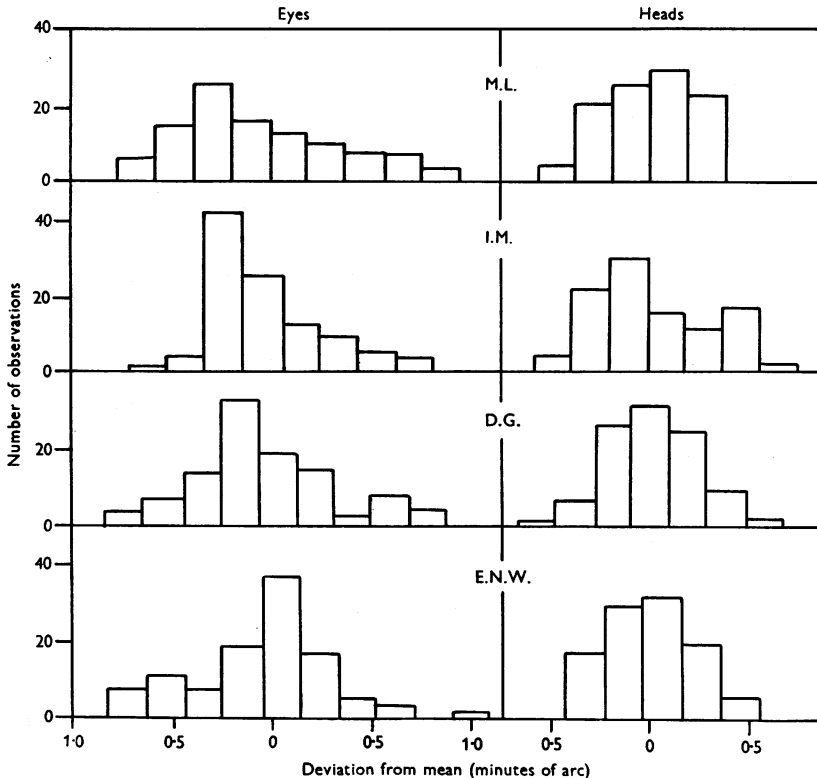 Eyes
Heads
40
20
0
M.L.
40
20
0
I.M.
20
0
D.G.
40
20
0
E.N.W.
Number of observations
1·0 0·5 0 0·5 1·0 0·5 0 0·5
Deviation from mean (minutes of arc)